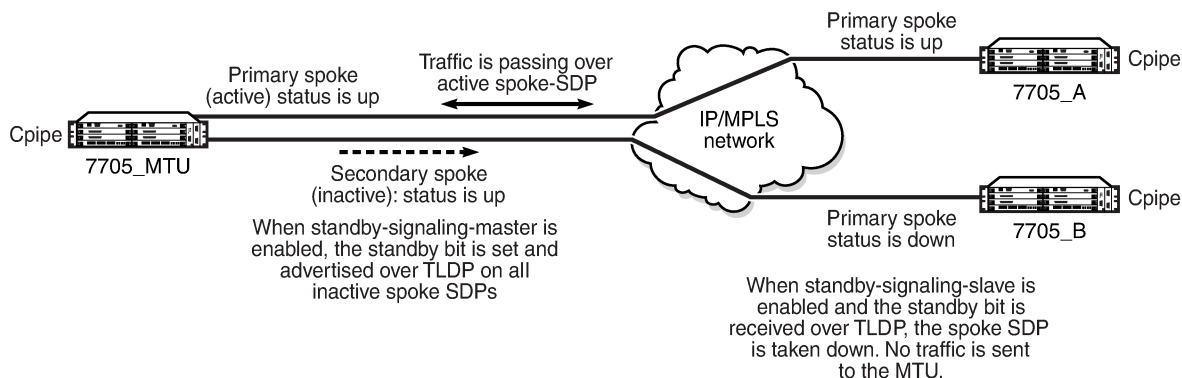 Primary spoke
status is up
Cpipe
7705_A
Traffic is passing over
active spoke-SDP
Primary spoke
(active) status is up
Cpipe
7705_MTU
IP/MPLS
network
Secondary spoke
(inactive): status is up
When standby-signaling-master is
enabled, the standby bit is set and
advertised over TLDP on all
inactive spoke SDPs
Cpipe
7705_B
Primary spoke
status is down
When standby-signaling-slave is
enabled and the standby bit is
received over TLDP, the spoke SDP
is taken down. No traffic is sent
to the MTU.